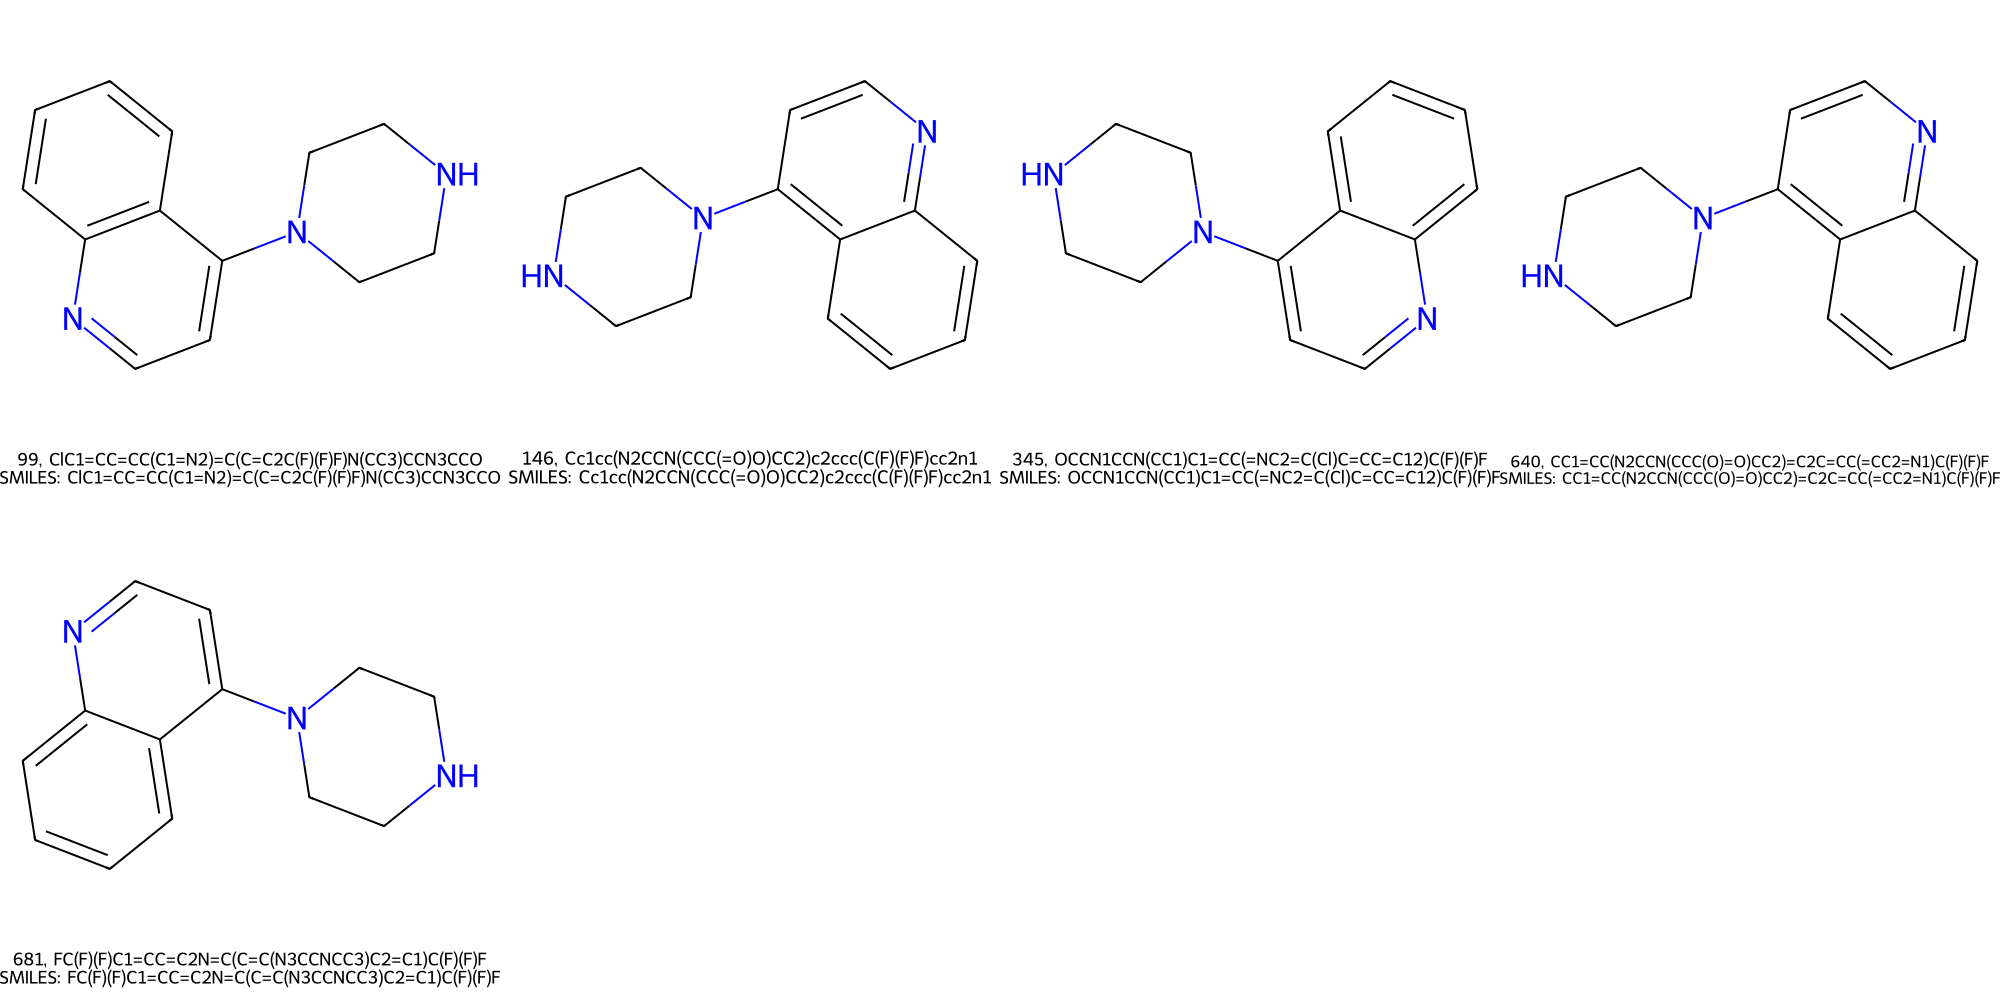 N
NH
N
N
N
HN
HN
N
N
N
N
HN
99, ClC1=CC=CC(C1=N2)=C(C=C2C(F)(F)F)N(CC3)CCN3CCO
SMILES: ClC1=CC=CC(C1=N2)=C(C=C2C(F)(F)F)N(CC3)CCN3CCO
146, Cc1cc(N2CCN(CCC(=O)O)CC2)c2ccc(C(F)(F)F)cc2n1
SMILES: Cc1cc(N2CCN(CCC(=O)O)CC2)c2ccc(C(F)(F)F)cc2n1
345, OCCN1CCN(CC1)C1=CC(=NC2=C(Cl)C=CC=C12)C(F)(F)F
SMILES: OCCN1CCN(CC1)C1=CC(=NC2=C(Cl)C=CC=C12)C(F)(F)F
640, CC1=CC(N2CCN(CCC(O)=O)CC2)=C2C=CC(=CC2=N1)C(F)(F)F
SMILES: CC1=CC(N2CCN(CCC(O)=O)CC2)=C2C=CC(=CC2=N1)C(F)(F)F
N
N
NH
681, FC(F)(F)C1=CC=C2N=C(C=C(N3CCNCC3)C2=C1)C(F)(F)F
SMILES: FC(F)(F)C1=CC=C2N=C(C=C(N3CCNCC3)C2=C1)C(F)(F)F